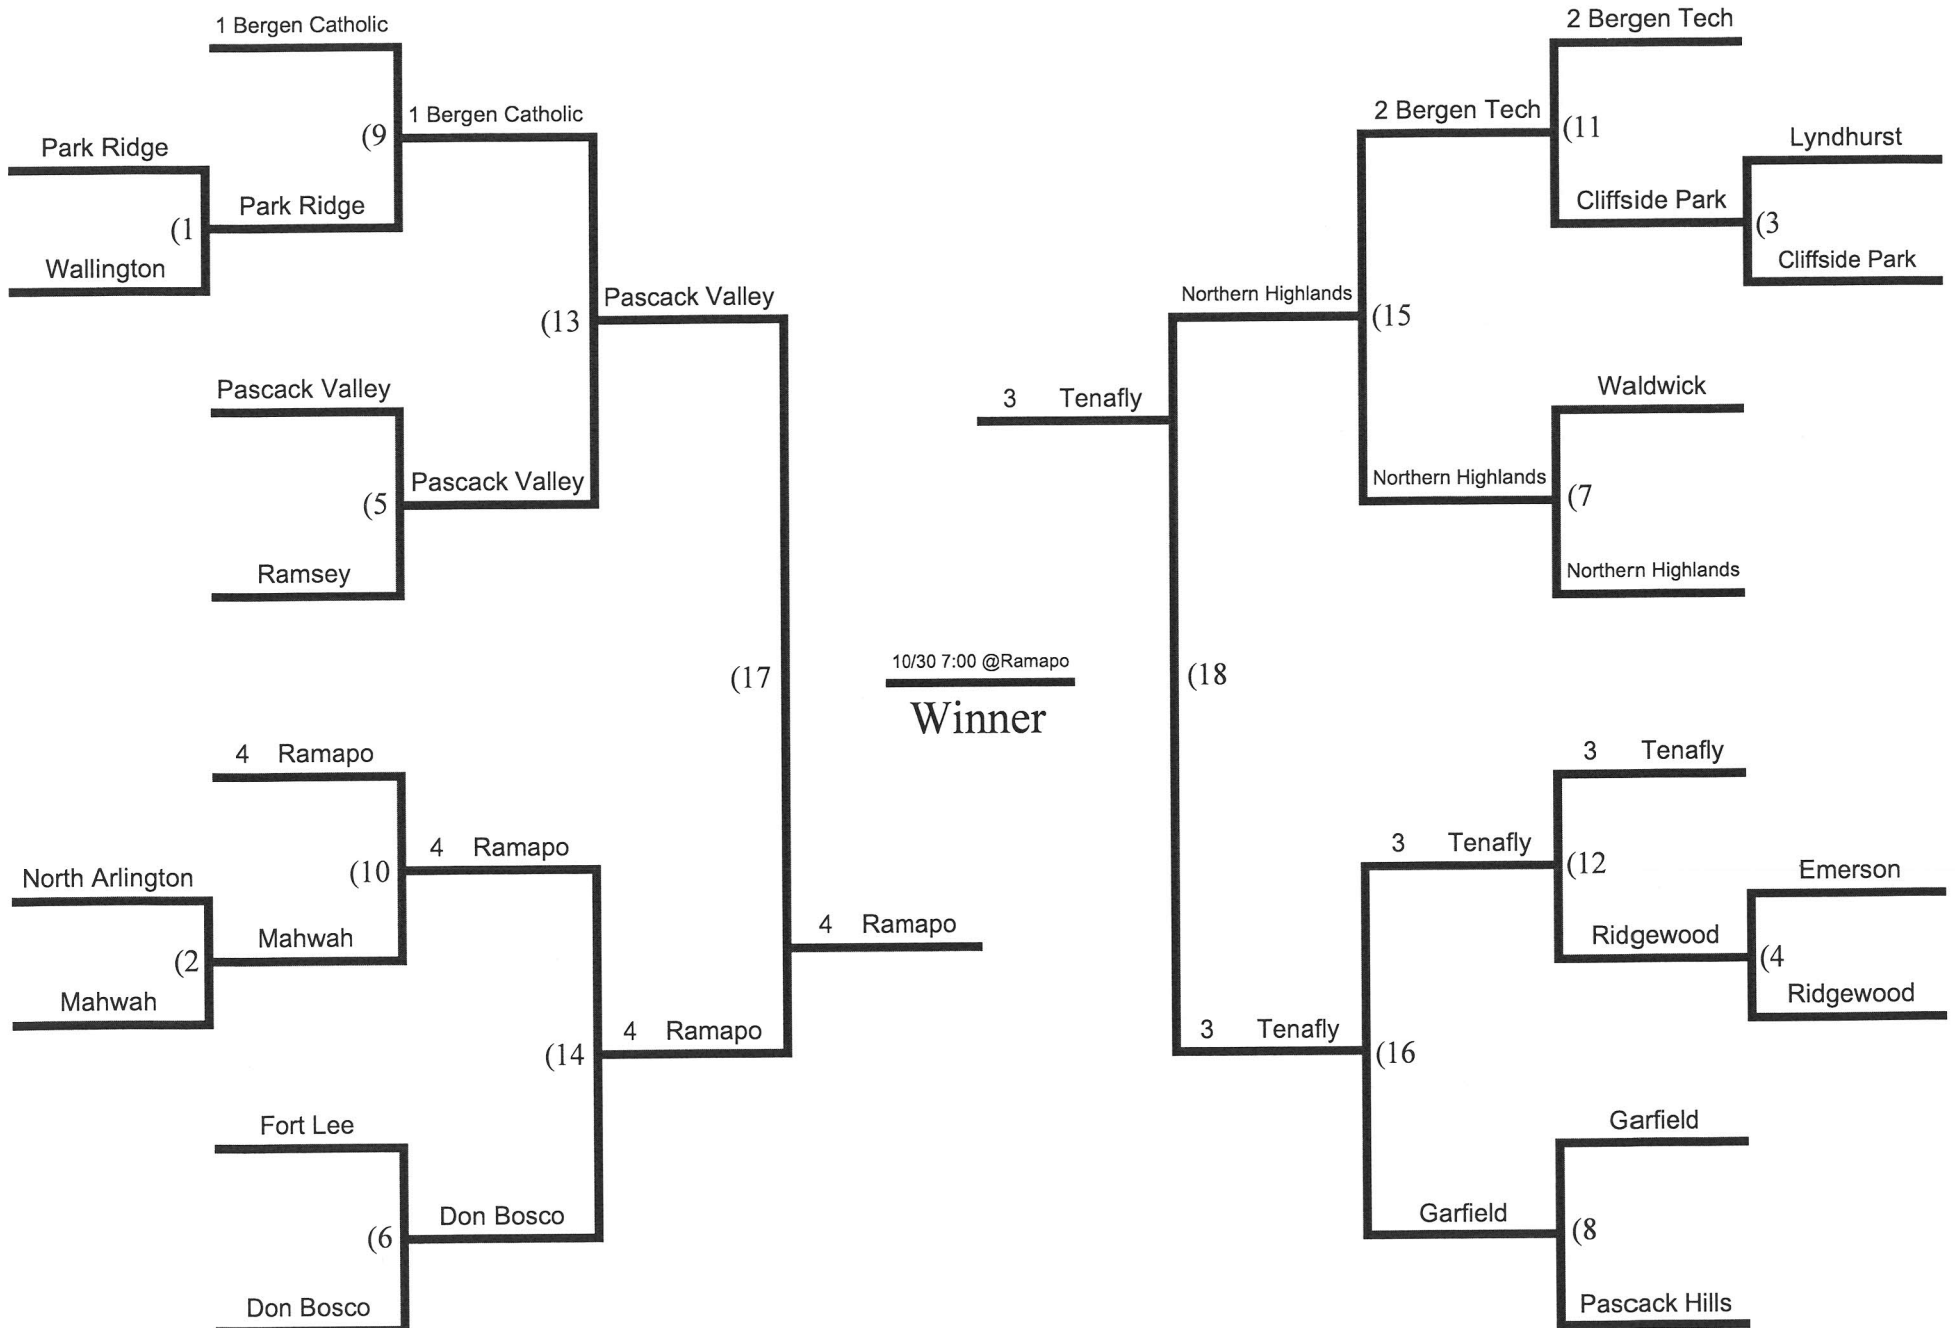 1 Bergen Catholic
1 Bergen Catholic
(9
Park Ridge
Park Ridge
(1
Wallington
Pascack Valley
(13
Pascack Valley
Pascack Valley
(5
Ramsey
(17
4 Ramapo
4 Ramapo
(10
North Arlington
Mahwah
(2
Mahwah
4 Ramapo
4 Ramapo
(14
Fort Lee
Don Bosco
(6
Don Bosco
10/30 7:00 @Ramapo
Winner
2 Bergen Tech
2 Bergen Tech
(11
Lyndhurst
Cliffside Park
(3
Cliffside Park
Northern Highlands
(15
3 Tenafly
Waldwick
Northern Highlands
(7
Northern Highlands
(18
3 Tenafly
3 Tenafly
(12
Emerson
Ridgewood
(4
Ridgewood
3 Tenafly
(16
Garfield
Garfield
(8
Pascack Hills